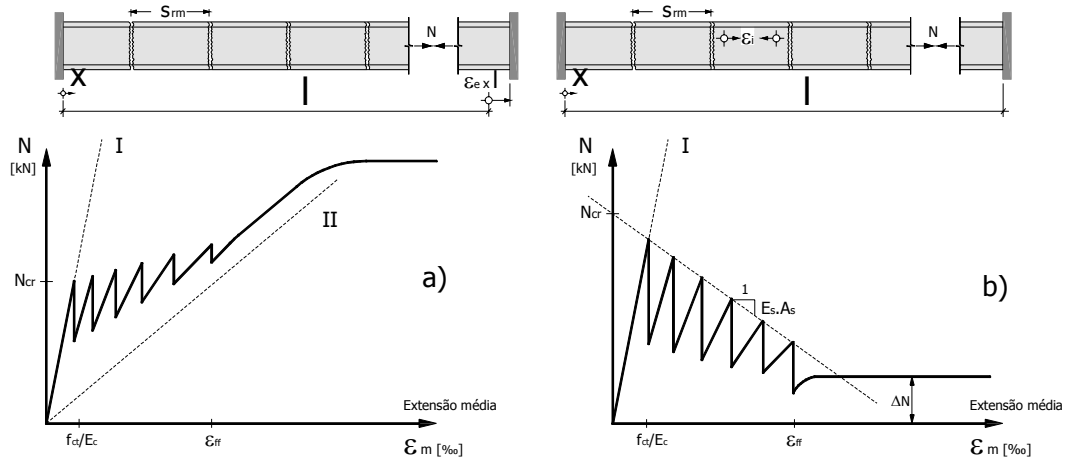 Srm
N
X
εe x l
l
N
[kN]
I
II
Ncr
a)
Extensão média
fct/Ec
εff
εm [‰]
Srm
εi
N
X
l
N
[kN]
I
Ncr
1
Es.As
b)
ΔN
Extensão média
fct/Ec
εff
εm [‰]